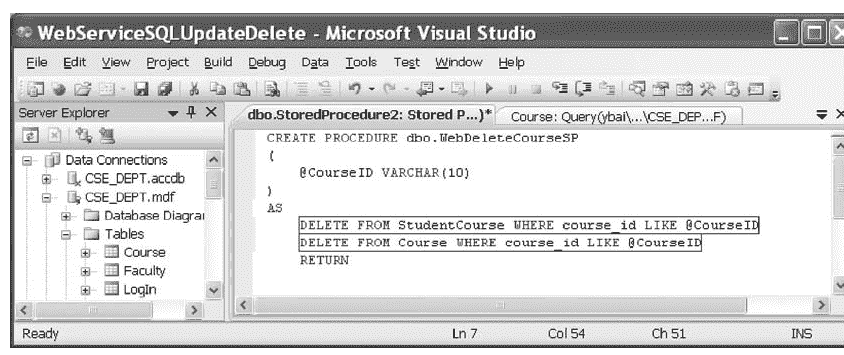 WebServiceSQLUpdateDelete - Microsoft Visual Studio
File Edit View Project Build Debug Data Tools Test Window Help
Server Explorer
dbo.StoredProcedure2: Stored P...)* Course: Query(ybai\...\CSE_DEP...F)
Data Connections
CSE_DEPT.accdb
CSE_DEPT.mdf
Database Diagra
Tables
Course
Faculty
LogIn
CREATE PROCEDURE dbo.WebDeleteCourseSP
(
@CourseID VARCHAR(10)
)
AS
DELETE FROM StudentCourse WHERE course_id LIKE @CourseID
DELETE FROM Course WHERE course_id LIKE @CourseID
RETURN
Ready Ln 7 Col 54 Ch 51 INS